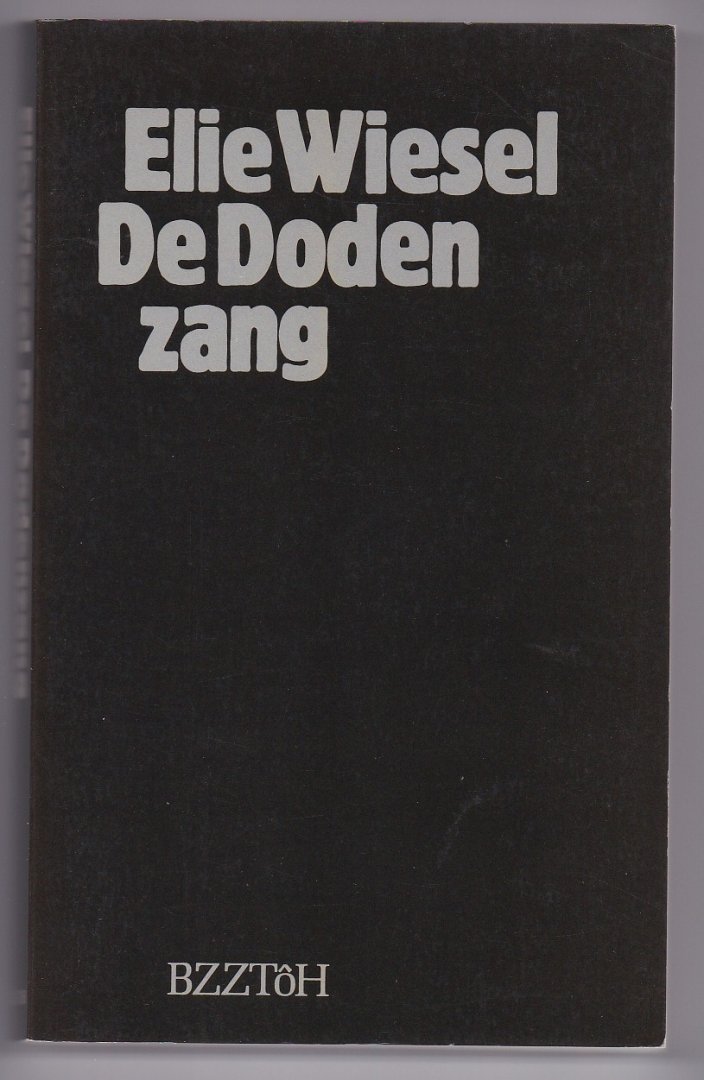 Elie Wiesel
De Doden
zang
BZZTôH